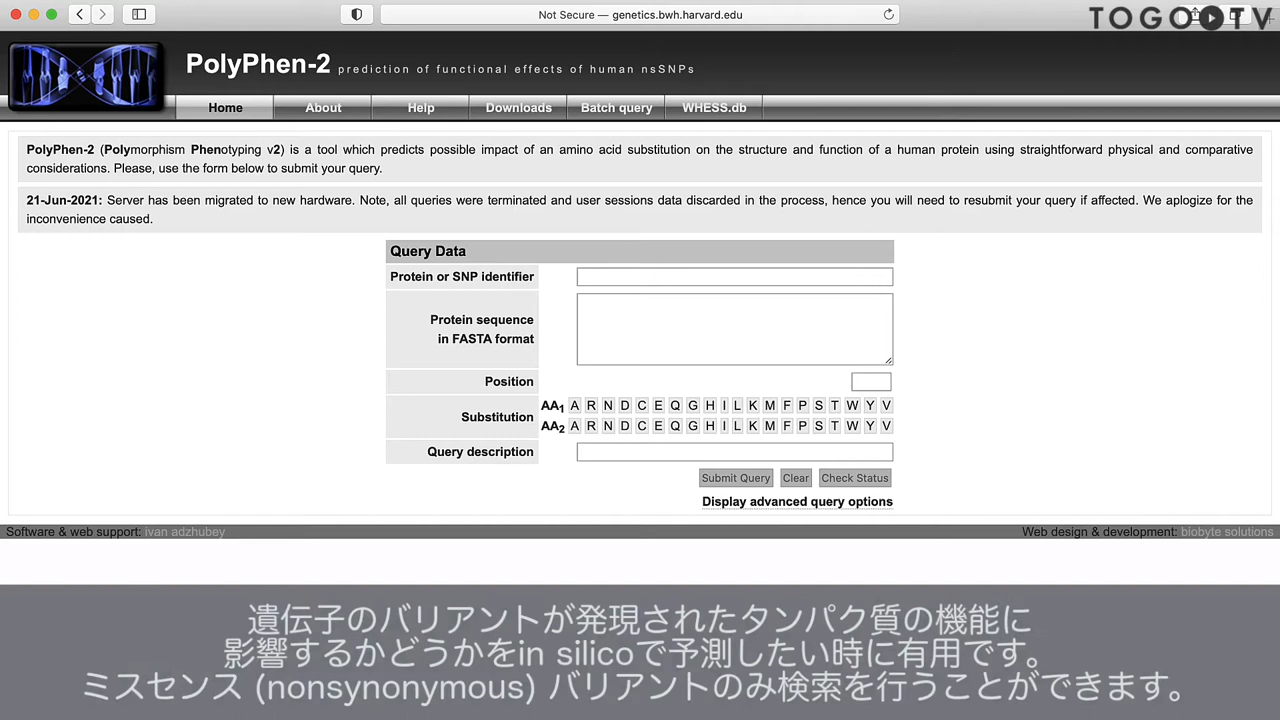 Not Secure — genetics.bwh.harvard.edu
TOGO TV
PolyPhen-2 prediction of functional effects of human nsSNPs
Home About Help Downloads Batch query WHESS.db
PolyPhen-2 (Polymorphism Phenotyping v2) is a tool which predicts possible impact of an amino acid substitution on the structure and function of a human protein using straightforward physical and comparative
considerations. Please, use the form below to submit your query.
21-Jun-2021: Server has been migrated to new hardware. Note, all queries were terminated and user sessions data discarded in the process, hence you will need to resubmit your query if affected. We aplogize for the
inconvenience caused.
Query Data
Protein or SNP identifier
Protein sequence
in FASTA format
Position
Substitution
AA1 A R N D C E Q G H I L K M F P S T W Y V
AA2 A R N D C E Q G H I L K M F P S T W Y V
Query description
Submit Query Clear Check Status
Display advanced query options
Software & web support: ivan adzhubey Web design & development: biobyte solutions
遺伝子のバリアントが発現されたタンパク質の機能に
影響するかどうかをin silicoで予測したい時に有用です。
ミスセンス (nonsynonymous) バリアントのみ検索を行うことができます。